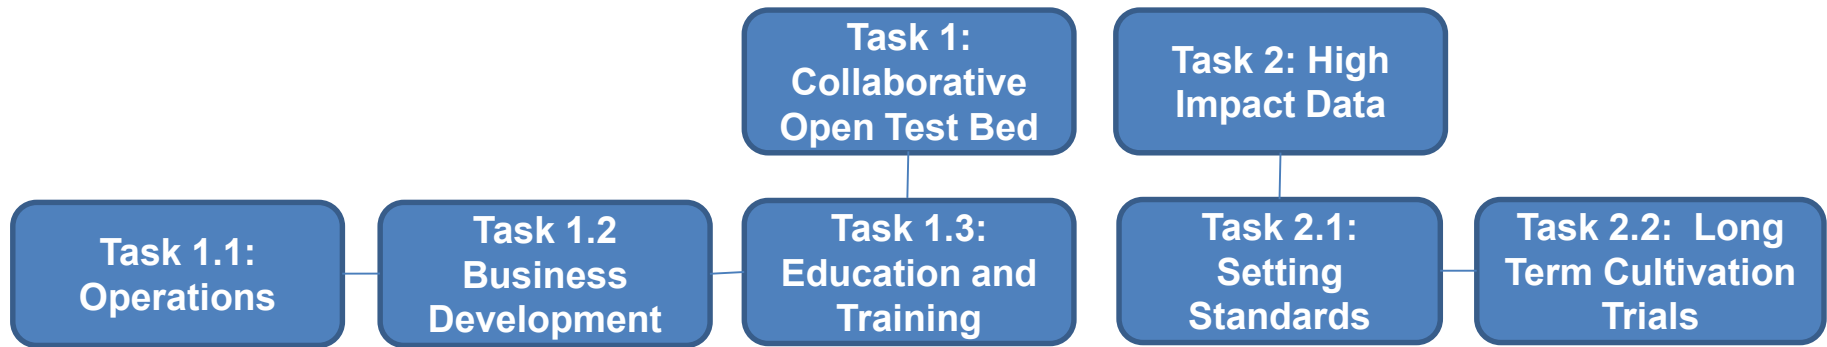 Task 1:
Collaborative
Open Test Bed
Task 2: High
Impact Data
Task 1.1:
Operations
Task 1.2
Business
Development
Task 1.3:
Education and
Training
Task 2.1:
Setting
Standards
Task 2.2:  Long
Term Cultivation
Trials